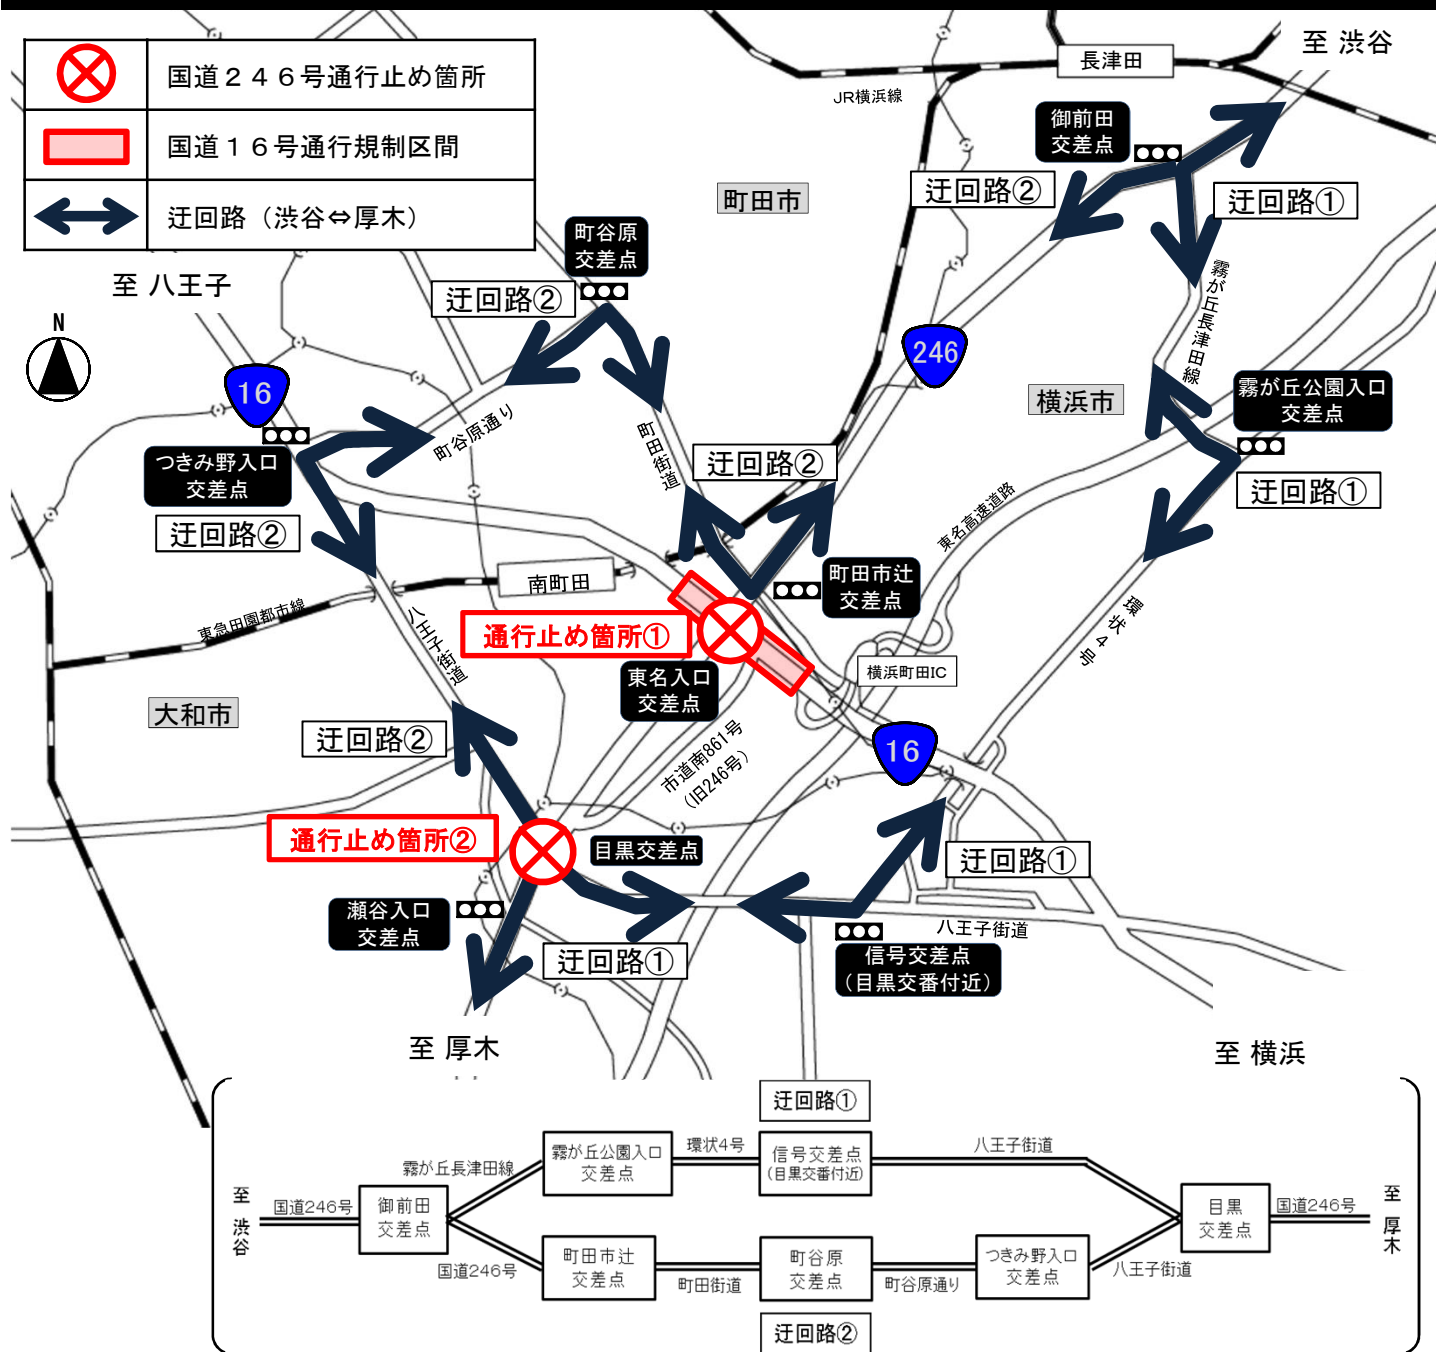 国道２４６号通行止め箇所
国道１６号通行規制区間
迂回路（渋谷⇔厚木）
至 渋谷
長津田
JR横浜線
御前田
交差点
迂回路②
迂回路①
町田市
町谷原
交差点
迂回路②
至 八王子
N
霧が丘長津田線
246
16
横浜市
霧が丘公園入口
交差点
町谷原通り
町田街道
迂回路②
つきみ野入口
交差点
迂回路①
迂回路②
東名高速道路
南町田
町田市辻
交差点
東急田園都市線
八王子街道
通行止め箇所①
環状４号
東名入口
交差点
横浜町田IC
大和市
迂回路②
市道南861号
（旧246号）
16
通行止め箇所②
目黒交差点
迂回路①
瀬谷入口
交差点
八王子街道
迂回路①
信号交差点
（目黒交番付近）
至 厚木
至 横浜
迂回路①
霧が丘長津田線
霧が丘公園入口
交差点
環状4号
信号交差点
（目黒交番付近）
八王子街道
至 渋谷
国道246号
御前田
交差点
目黒
交差点
国道246号
至 厚木
国道246号
町田市辻
交差点
町田街道
町谷原
交差点
町谷原通り
つきみ野入口
交差点
八王子街道
迂回路②